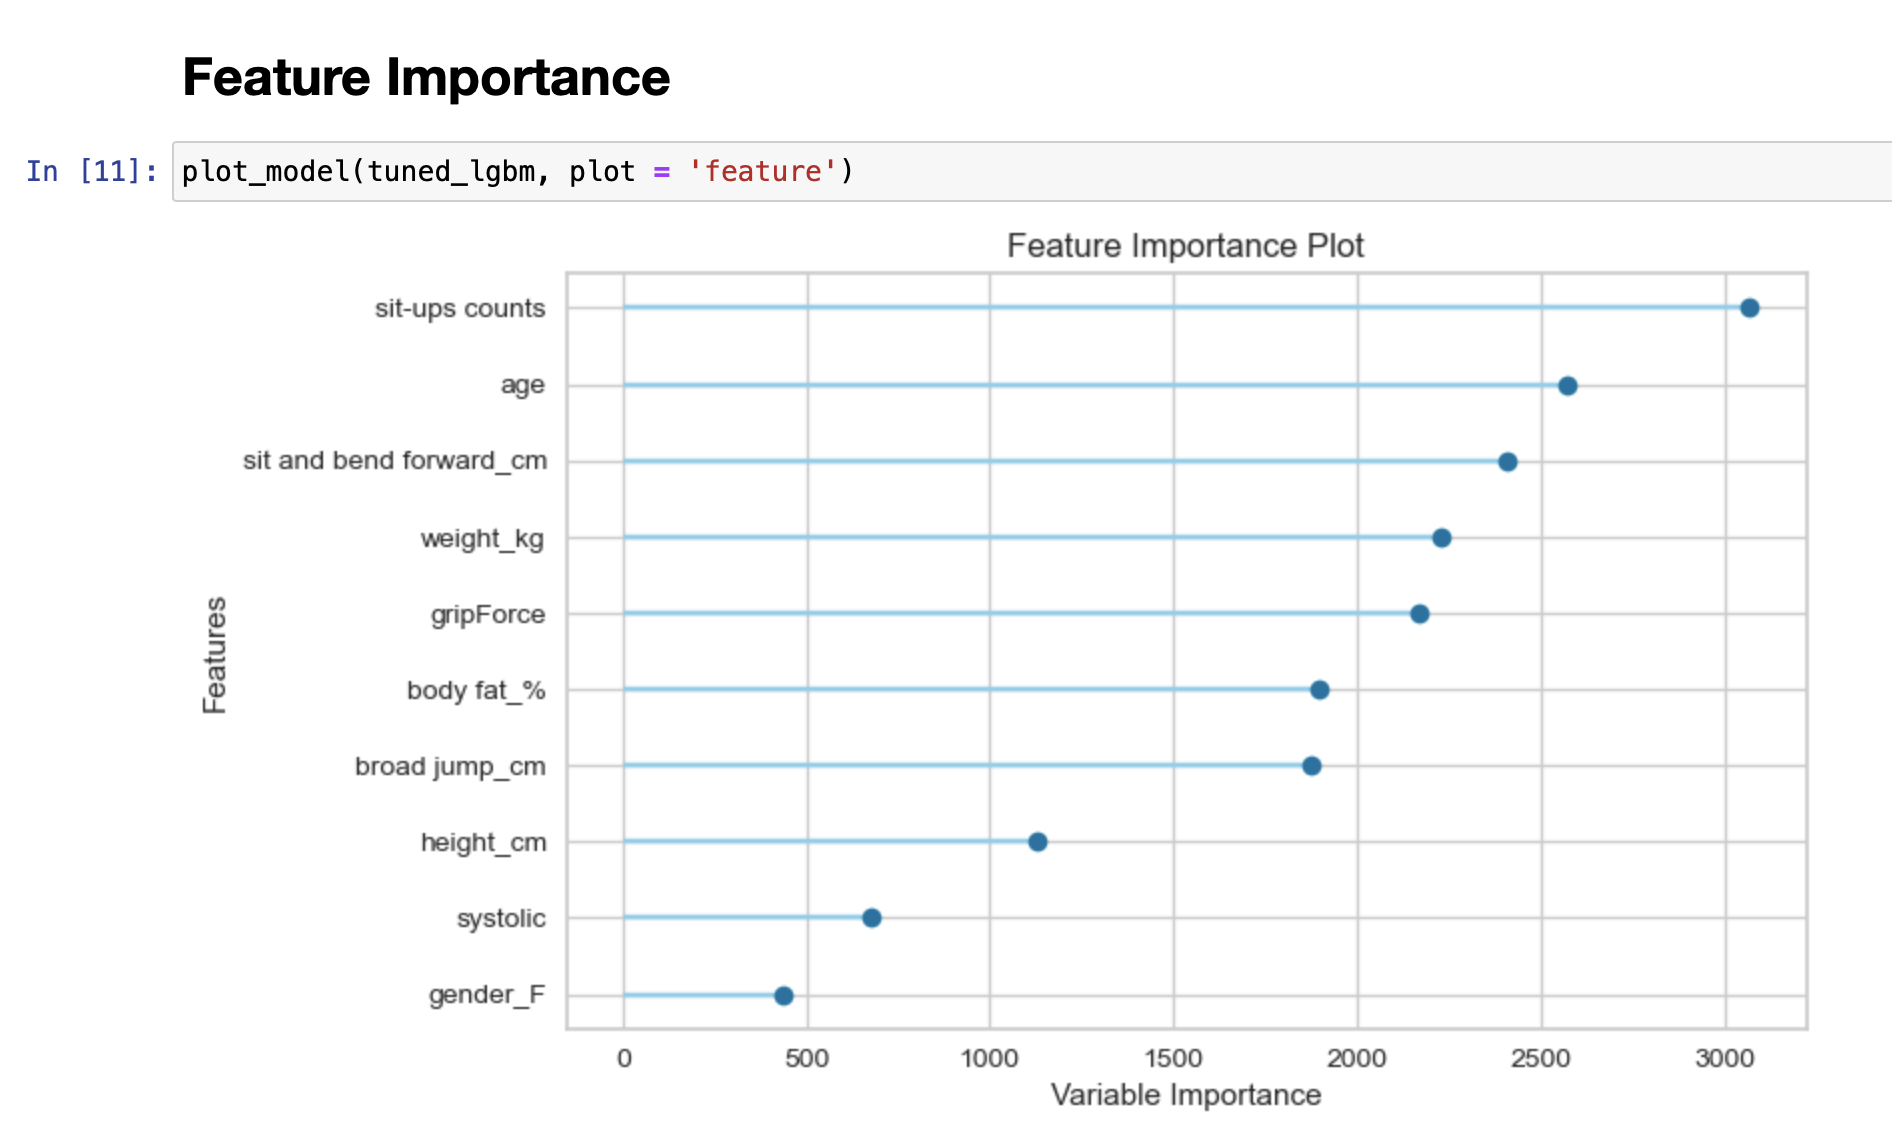 Feature Importance
In [11]: plot_model(tuned_lgbm, plot = 'feature')
Feature Importance Plot
sit-ups counts
age
sit and bend forward_cm
weight_kg
gripForce
body fat_%
broad jump_cm
height_cm
systolic
gender_F
Features
0 500 1000 1500 2000 2500 3000
Variable Importance